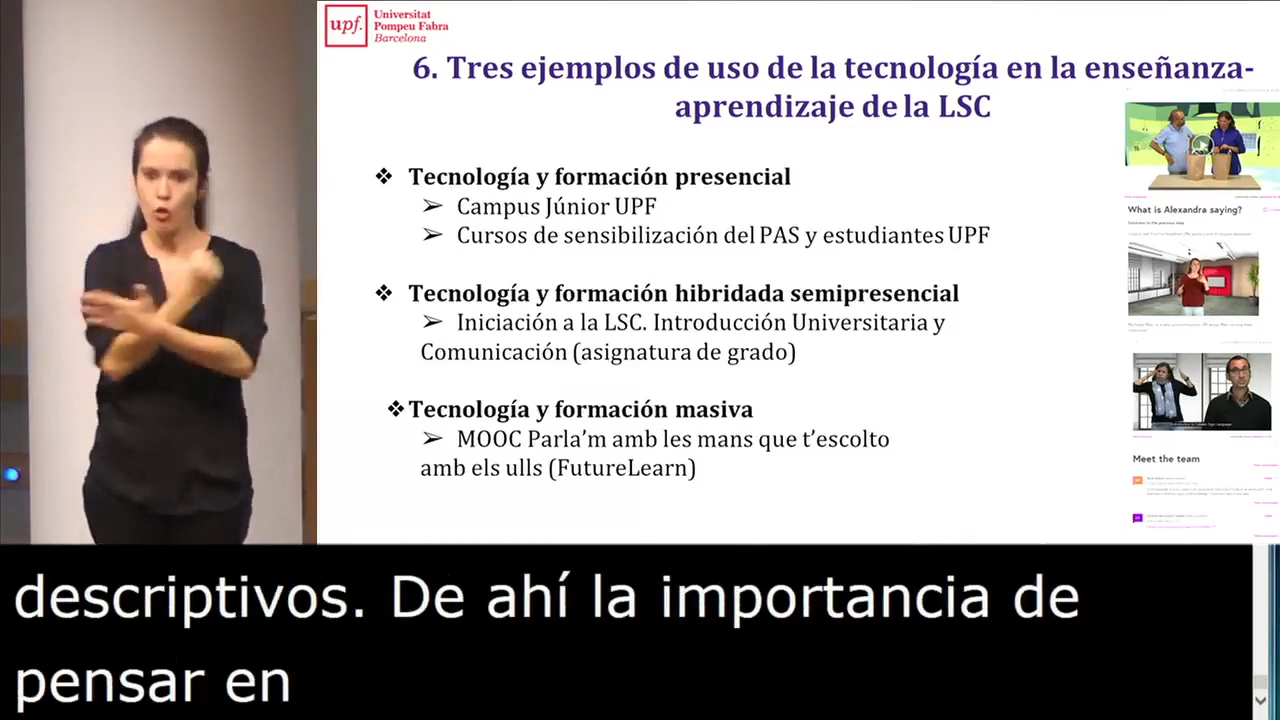 upf.
Universitat
Pompeu Fabra
Barcelona
6. Tres ejemplos de uso de la tecnología en la enseñanza-
aprendizaje de la LSC
❖ Tecnología y formación presencial
➢ Campus Júnior UPF
➢ Cursos de sensibilización del PAS y estudiantes UPF
❖ Tecnología y formación hibridada semipresencial
➢ Iniciación a la LSC. Introducción Universitaria y
Comunicación (asignatura de grado)
❖ Tecnología y formación masiva
➢ MOOC Parla’m amb les mans que t’escolto
amb els ulls (FutureLearn)
What is Alexandra saying?
Meet the team
descriptivos. De ahí la importancia de
pensar en